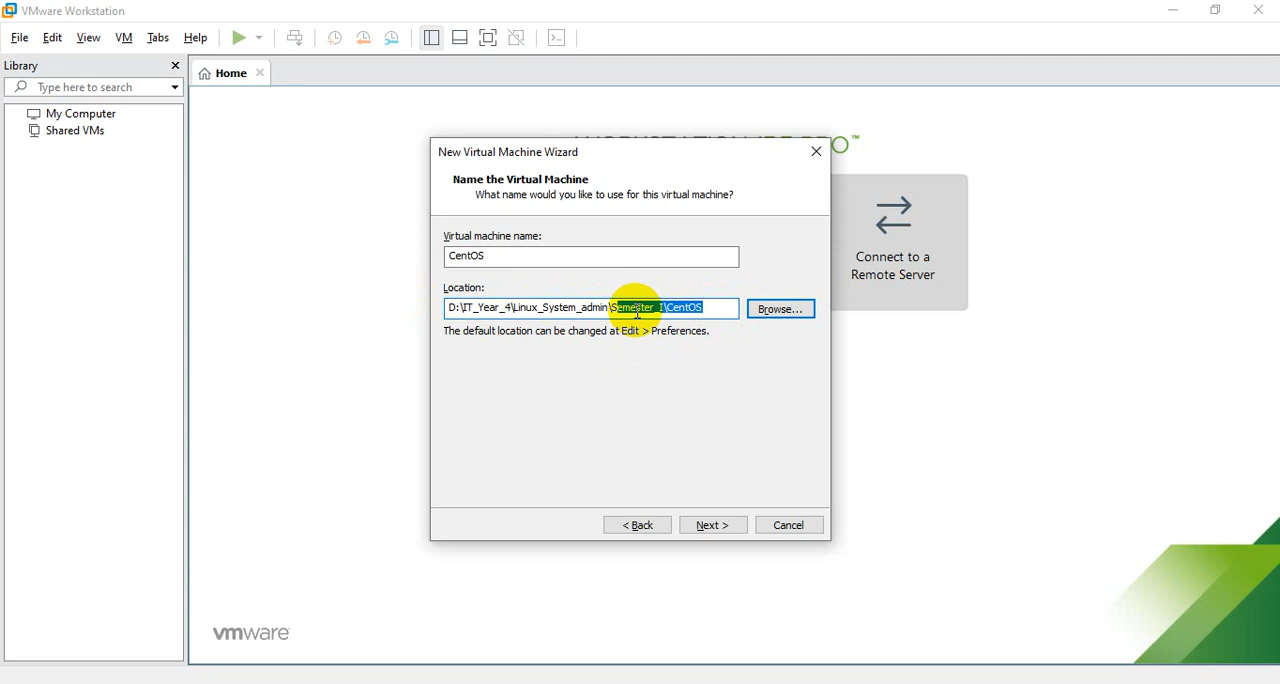 VMware Workstation
File Edit View VM Tabs Help
Library
Type here to search
My Computer
Shared VMs
Home
New Virtual Machine Wizard
Name the Virtual Machine
What name would you like to use for this virtual machine?
Virtual machine name:
CentOS
Location:
D:\IT_Year_4\Linux_System_admin\Semester_I\CentOS
Browse...
The default location can be changed at Edit > Preferences.
< Back
Next >
Cancel
Connect to a
Remote Server
vmware